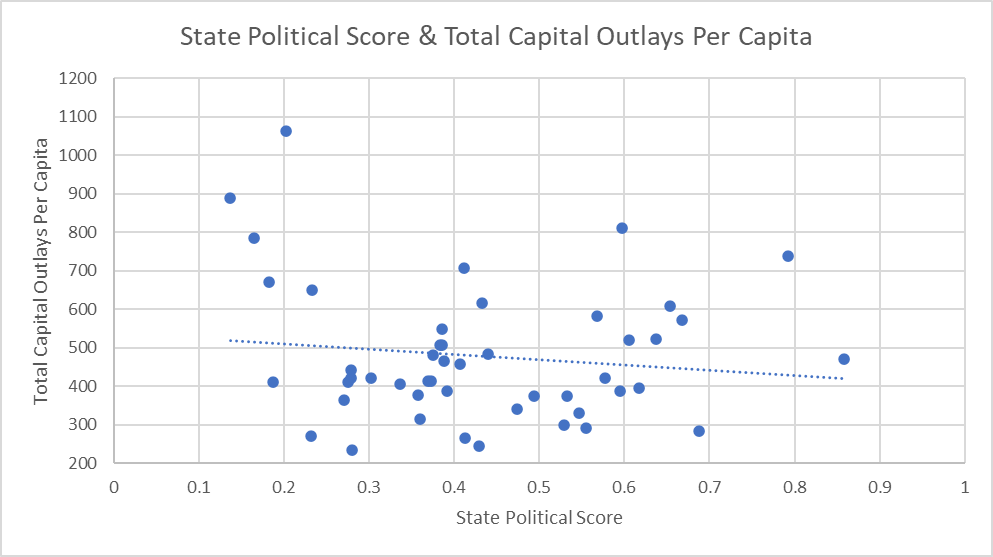 State Political Score & Total Capital Outlays Per Capita
Total Capital Outlays Per Capita
1200
1100
1000
900
800
700
600
500
400
300
200
0 0.1 0.2 0.3 0.4 0.5 0.6 0.7 0.8 0.9 1
State Political Score